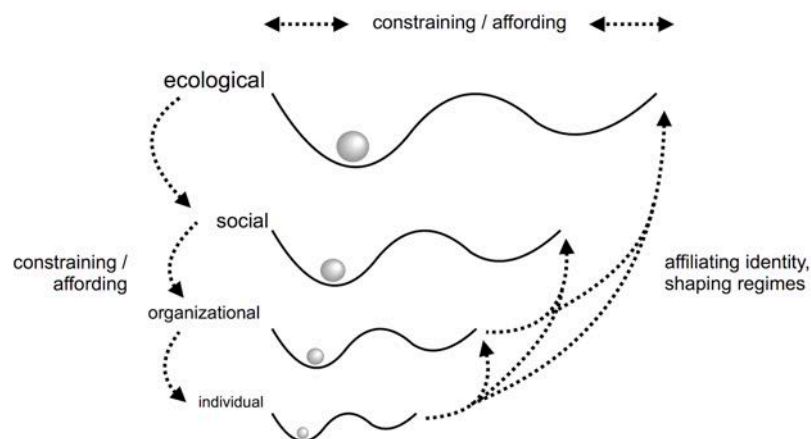 constraining / affording
ecological
social
constraining /
affording
affiliating identity,
shaping regimes
organizational
individual